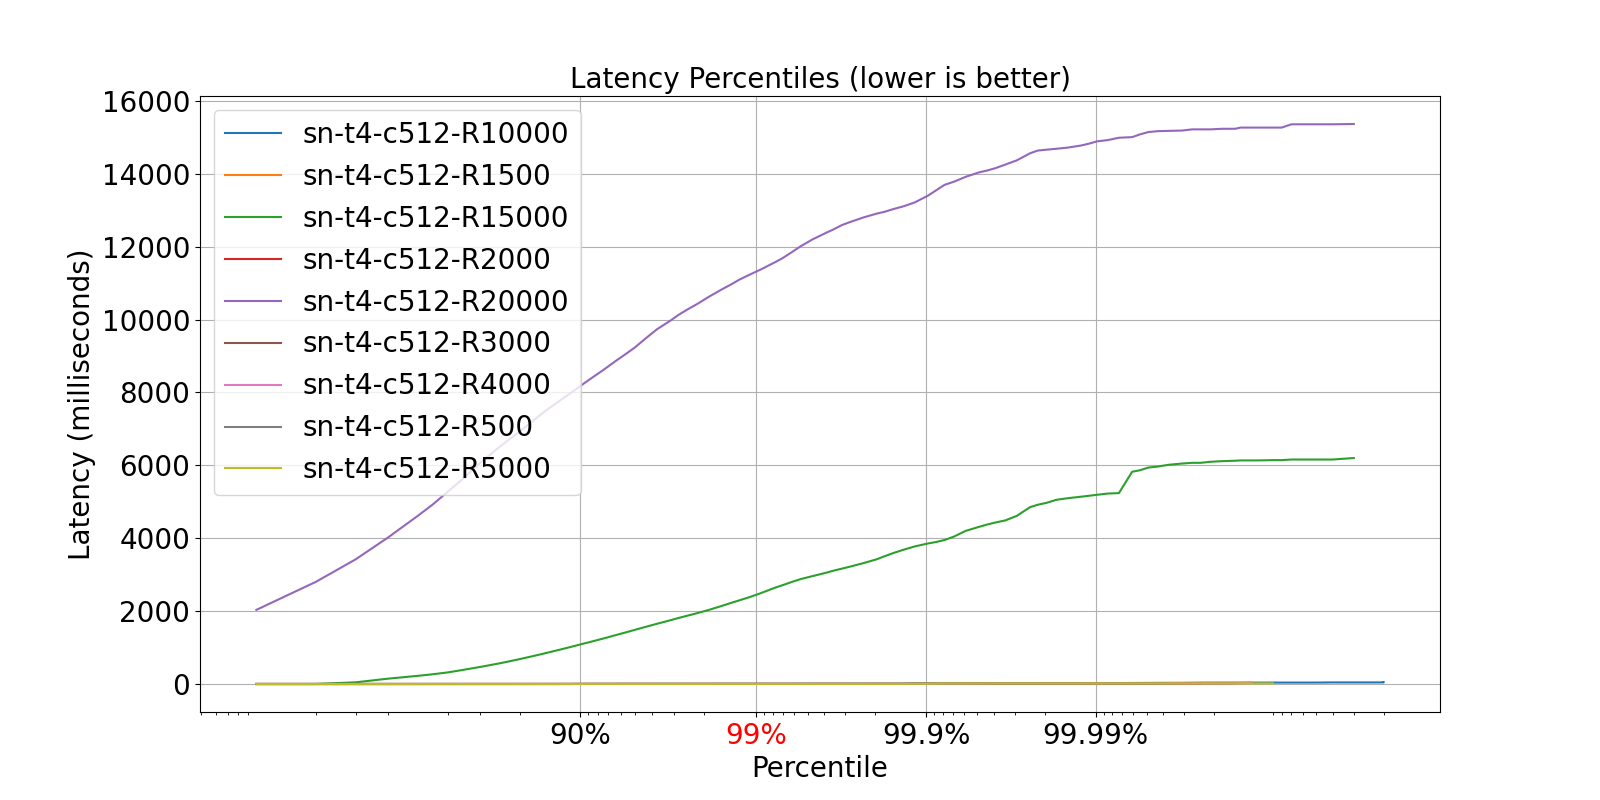 Latency Percentiles (lower is better)
16000
14000
12000
10000
8000
6000
4000
2000
0
Latency (milliseconds)
sn-t4-c512-R10000
sn-t4-c512-R1500
sn-t4-c512-R15000
sn-t4-c512-R2000
sn-t4-c512-R20000
sn-t4-c512-R3000
sn-t4-c512-R4000
sn-t4-c512-R500
sn-t4-c512-R5000
90% 99% 99.9% 99.99%
Percentile